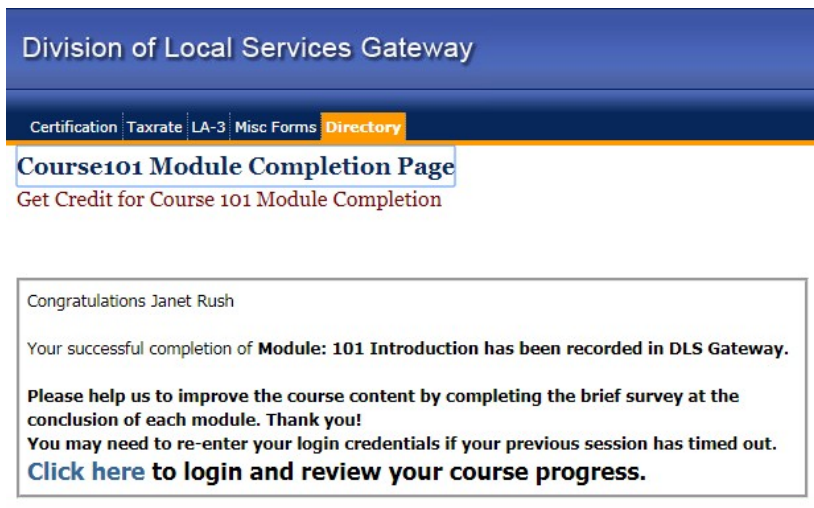 Division of Local Services Gateway
Certification Taxrate LA-3 Misc Forms Directory
Course101 Module Completion Page
Get Credit for Course 101 Module Completion
Congratulations Janet Rush
Your successful completion of Module: 101 Introduction has been recorded in DLS Gateway.
Please help us to improve the course content by completing the brief survey at the
conclusion of each module. Thank you!
You may need to re-enter your login credentials if your previous session has timed out.
Click here to login and review your course progress.